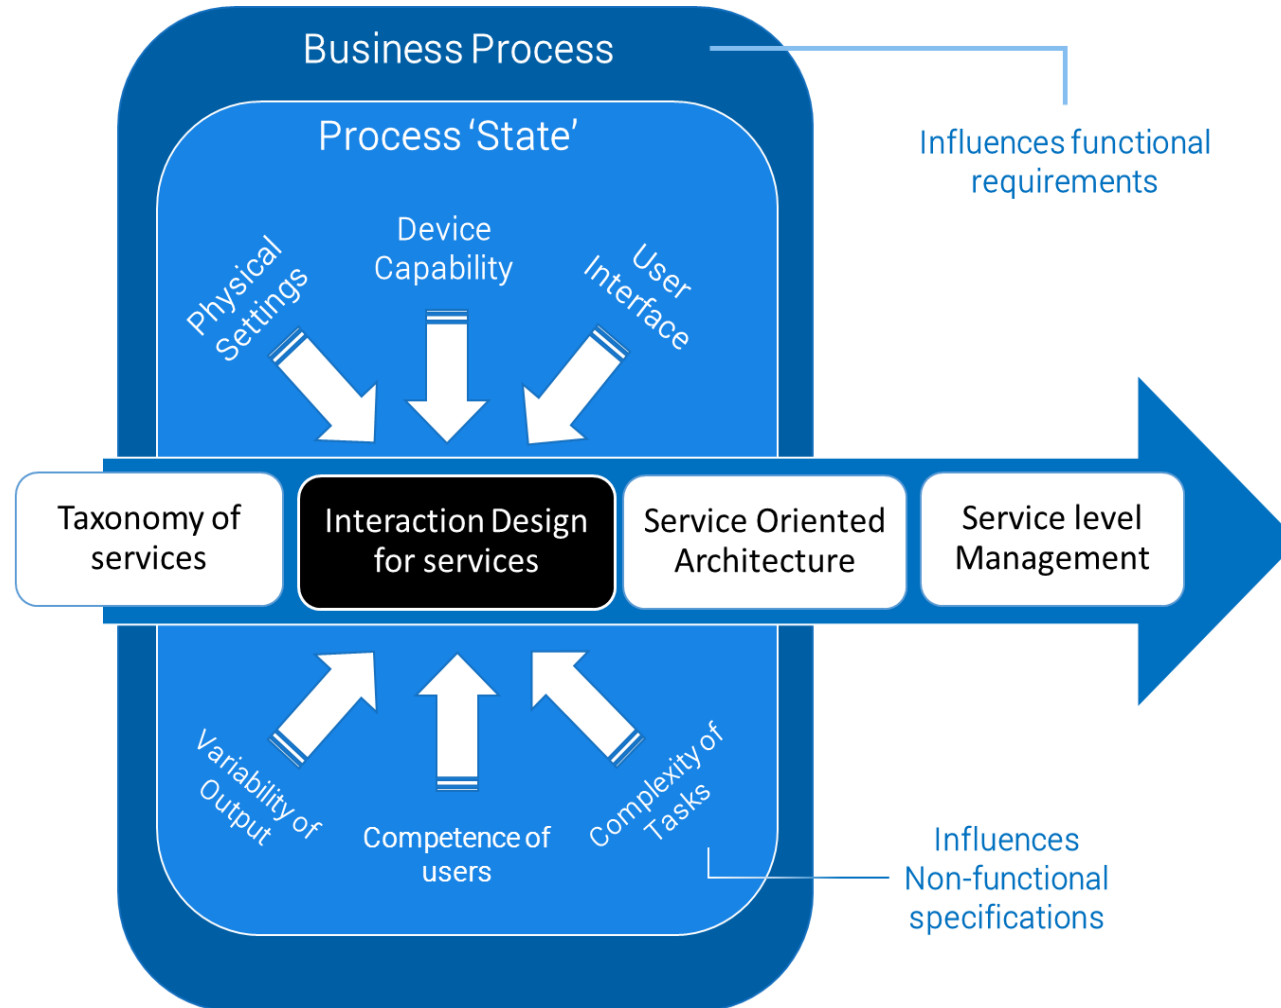 Business Process
Process ‘State’
Influences functional
requirements
Physical
Settings
Device
Capability
User
Interface
Taxonomy of
services
Interaction Design
for services
Service Oriented
Architecture
Service level
Management
Variability of
Output
Competence of
users
Complexity of
Tasks
Influences
Non-functional
specifications